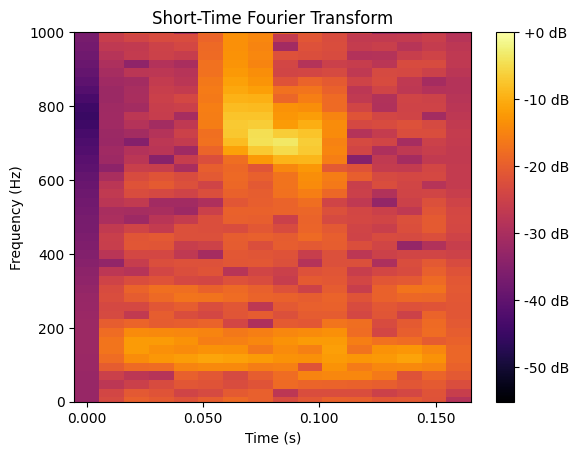 Short-Time Fourier Transform
1000
800
600
400
200
0
Frequency (Hz)
0.000
0.050
0.100
0.150
Time (s)
+0 dB
-10 dB
-20 dB
-30 dB
-40 dB
-50 dB